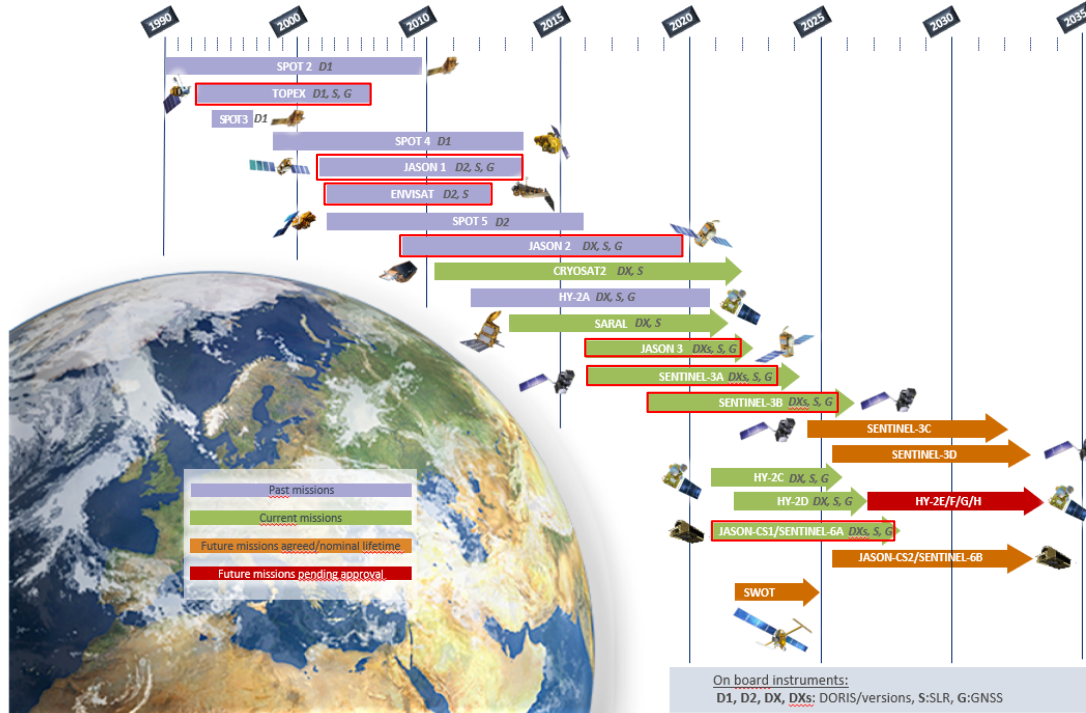 1990 2000 2010 2015 2020 2025 2030 2035
SPOT 2 D1
TOPEX D1, S, G
SPOT3 D1
SPOT 4 D1
JASON 1 D2, S, G
ENVISAT D2, S
SPOT 5 D2
JASON 2 DX, S, G
CRYOSAT2 DX, S
HY-2A DX, S, G
SARAL DX, S
JASON 3 DXs, S, G
SENTINEL-3A DXs, S, G
SENTINEL-3B DXs, S, G
SENTINEL-3C
SENTINEL-3D
HY-2C DX, S, G
HY-2D DX, S, G HY-2E/F/G/H
JASON-CS1/SENTINEL-6A DXs, S, G
JASON-CS2/SENTINEL-6B
SWOT
Past missions
Current missions
Future missions agreed/nominal lifetime
Future missions pending approval
On board instruments:
D1, D2, DX, DXs: DORIS/versions, S:SLR, G:GNSS